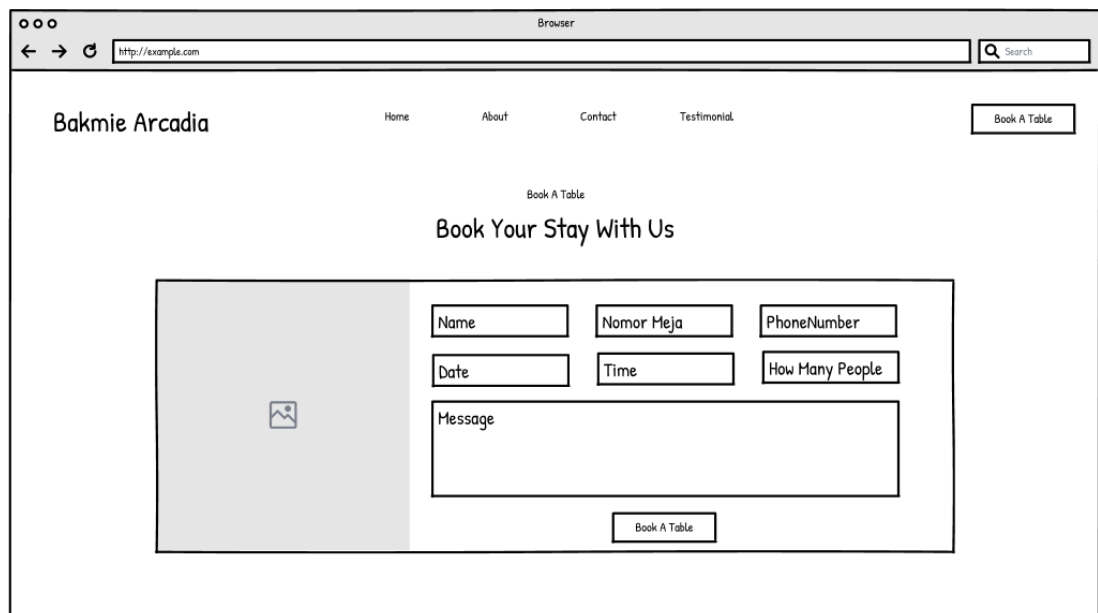 Browser
http://example.com
Search
Bakmie Arcadia
Home About Contact Testimonial
Book A Table
Book A Table
Book Your Stay With Us
Name Nomor Meja PhoneNumber
Date Time How Many People
Message
Book A Table